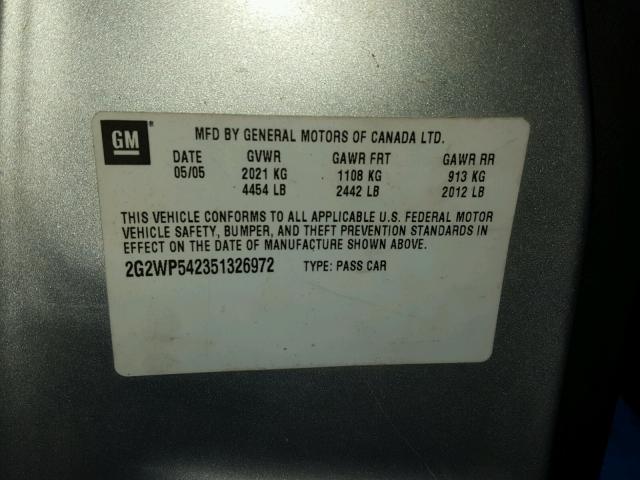 GM
MFD BY GENERAL MOTORS OF CANADA LTD.
DATE GVWR GAWR FRT GAWR RR
05/05 2021 KG 1108 KG 913 KG
4454 LB 2442 LB 2012 LB
THIS VEHICLE CONFORMS TO ALL APPLICABLE U.S. FEDERAL MOTOR
VEHICLE SAFETY, BUMPER, AND THEFT PREVENTION STANDARDS IN
EFFECT ON THE DATE OF MANUFACTURE SHOWN ABOVE.
2G2WP542351326972 TYPE: PASS CAR